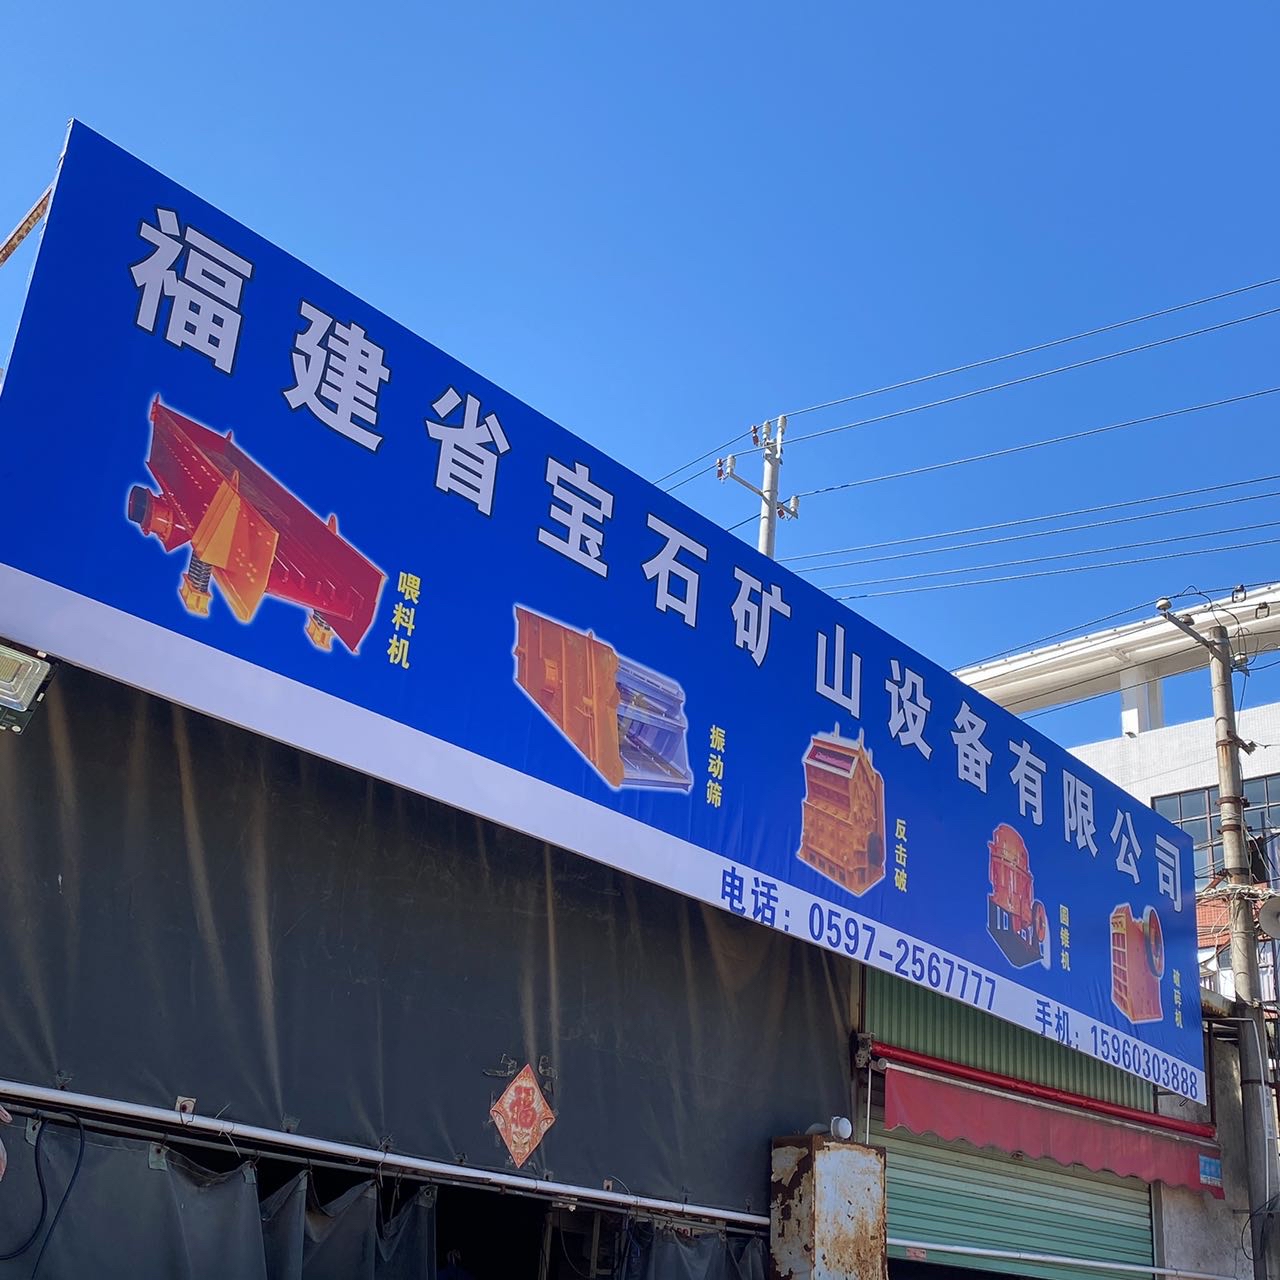 福建省宝石矿山设备有限公司
喂料机
振动筛
反击破
圆锥机
破碎机
电话：0597-2567777
手机：15960303888
福